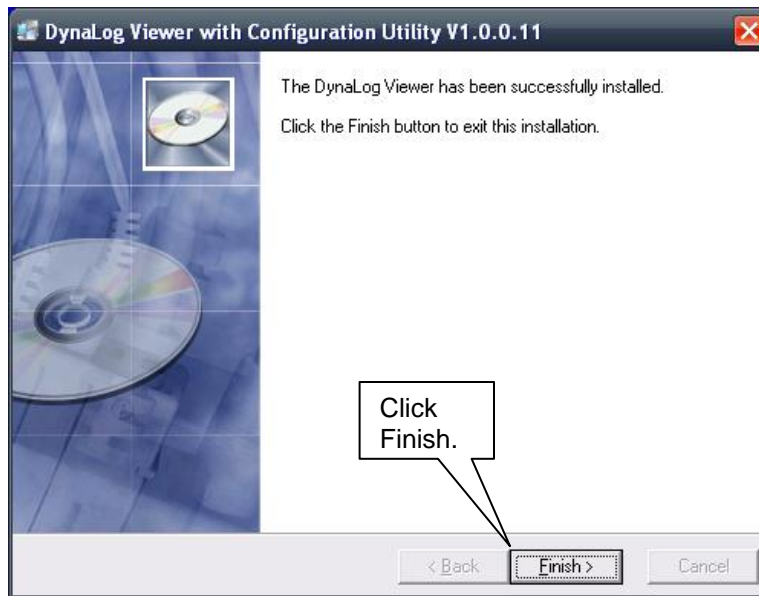 DynaLog Viewer with Configuration Utility V1.0.0.11
The DynaLog Viewer has been successfully installed.
Click the Finish button to exit this installation.
Click
Finish.
< Back Finish > Cancel